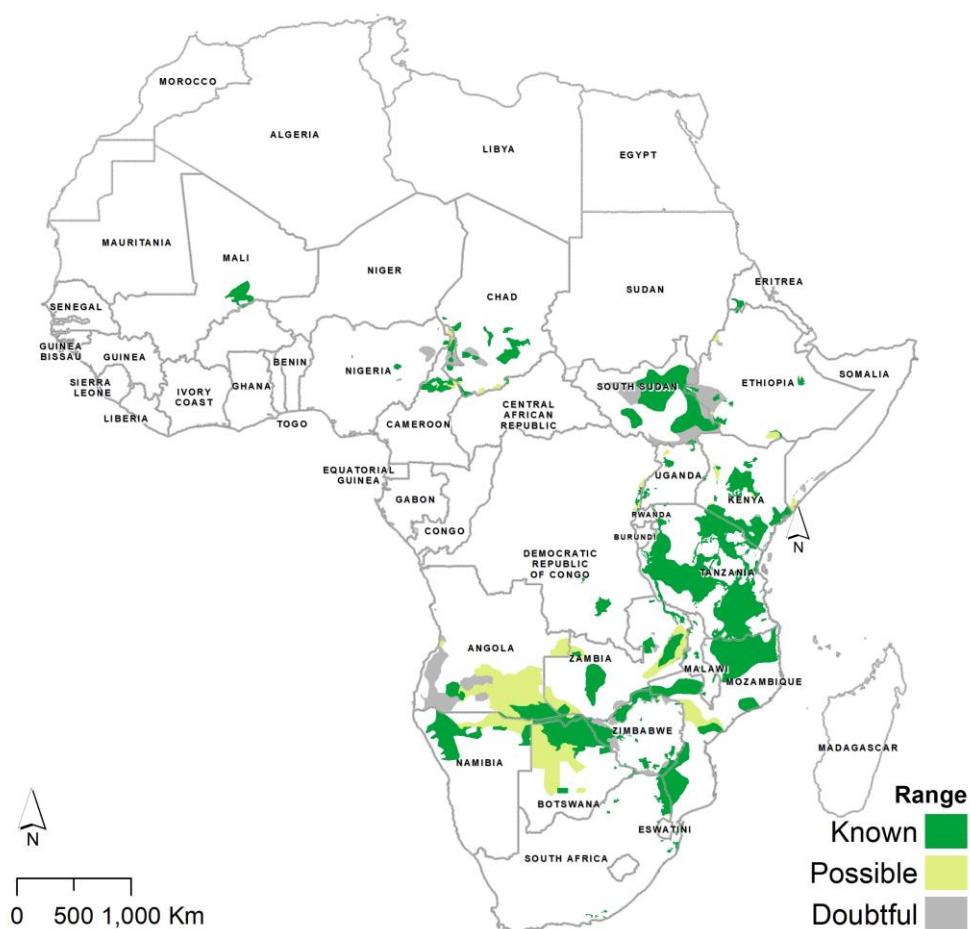 MOROCCO
ALGERIA
LIBYA
EGYPT
MAURITANIA
MALI
NIGER
CHAD
SUDAN
ERITREA
SENEGAL
GUINEA
BISSAU
GUINEA
SIERRA
LEONE
LIBERIA
IVORY
COAST
GHANA
TOGO
BENIN
NIGERIA
CAMEROON
CENTRAL
AFRICAN
REPUBLIC
SOUTH SUDAN
ETHIOPIA
SOMALIA
EQUATORIAL
GUINEA
GABON
CONGO
UGANDA
KENYA
RWANDA
BURUNDI
N
DEMOCRATIC
REPUBLIC
OF CONGO
TANZANIA
ANGOLA
ZAMBIA
MALAWI
MOZAMBIQUE
ZIMBABWE
NAMIBIA
BOTSWANA
MADAGASCAR
ESWATINI
SOUTH AFRICA
N
0 500 1,000 Km
Range
Known
Possible
Doubtful